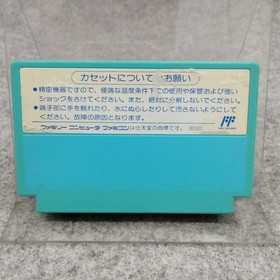 カセットについて お願い
●精密機器ですので、極端な温度条件下での使用や保管および強い
ショックをさけてください。また、絶対に分解しないでください。
●端子部に手を触れたり、水にぬらしたりして汚さないようにして
ください。故障の原因となります。
ファミリーコンピュータ ファミコンは任天堂の商標です。
FF